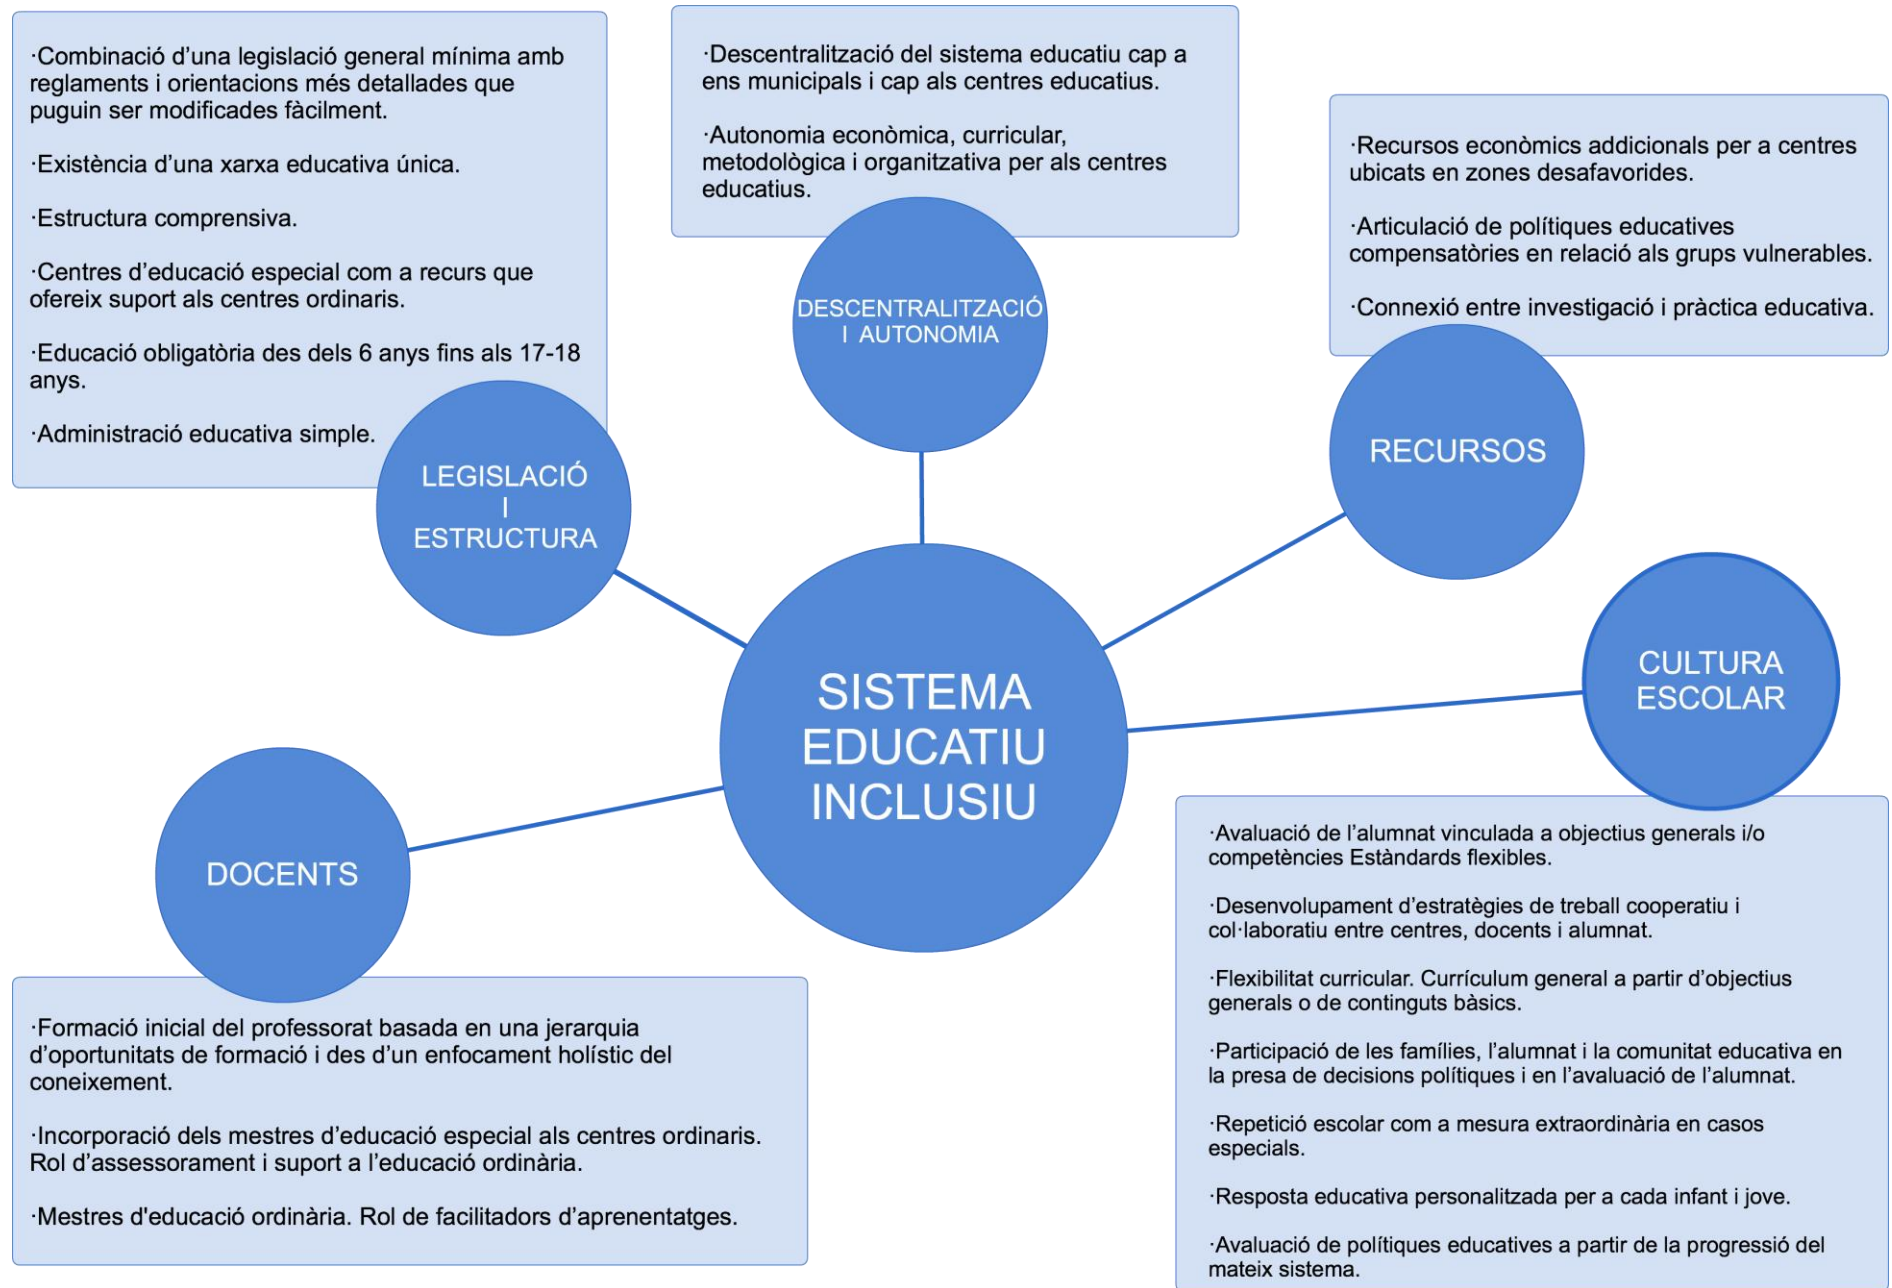 ·Combinació d’una legislació general mínima amb
reglaments i orientacions més detallades que
puguin ser modificades fàcilment.
·Existència d’una xarxa educativa única.
·Estructura comprensiva.
·Centres d’educació especial com a recurs que
ofereix suport als centres ordinaris.
·Educació obligatòria des dels 6 anys fins als 17-18
anys.
·Administració educativa simple.
LEGISLACIÓ
I
ESTRUCTURA
·Descentralització del sistema educatiu cap a
ens municipals i cap als centres educatius.
·Autonomia econòmica, curricular,
metodològica i organitzativa per als centres
educatius.
DESCENTRALITZACIÓ
I AUTONOMIA
·Recursos econòmics addicionals per a centres
ubicats en zones desafavorides.
·Articulació de polítiques educatives
compensatòries en relació als grups vulnerables.
·Connexió entre investigació i pràctica educativa.
RECURSOS
SISTEMA
EDUCATIU
INCLUSIU
CULTURA
ESCOLAR
·Avaluació de l’alumnat vinculada a objectius generals i/o
competències Estàndards flexibles.
·Desenvolupament d’estratègies de treball cooperatiu i
col·laboratiu entre centres, docents i alumnat.
·Flexibilitat curricular. Currículum general a partir d’objectius
generals o de continguts bàsics.
·Participació de les famílies, l’alumnat i la comunitat educativa en
la presa de decisions polítiques i en l’avaluació de l’alumnat.
·Repetició escolar com a mesura extraordinària en casos
especials.
·Resposta educativa personalitzada per a cada infant i jove.
·Avaluació de polítiques educatives a partir de la progressió del
mateix sistema.
DOCENTS
·Formació inicial del professorat basada en una jerarquia
d’oportunitats de formació i des d’un enfocament holístic del
coneixement.
·Incorporació dels mestres d’educació especial als centres ordinaris.
Rol d’assessorament i suport a l’educació ordinària.
·Mestres d'educació ordinària. Rol de facilitadors d’aprenentatges.